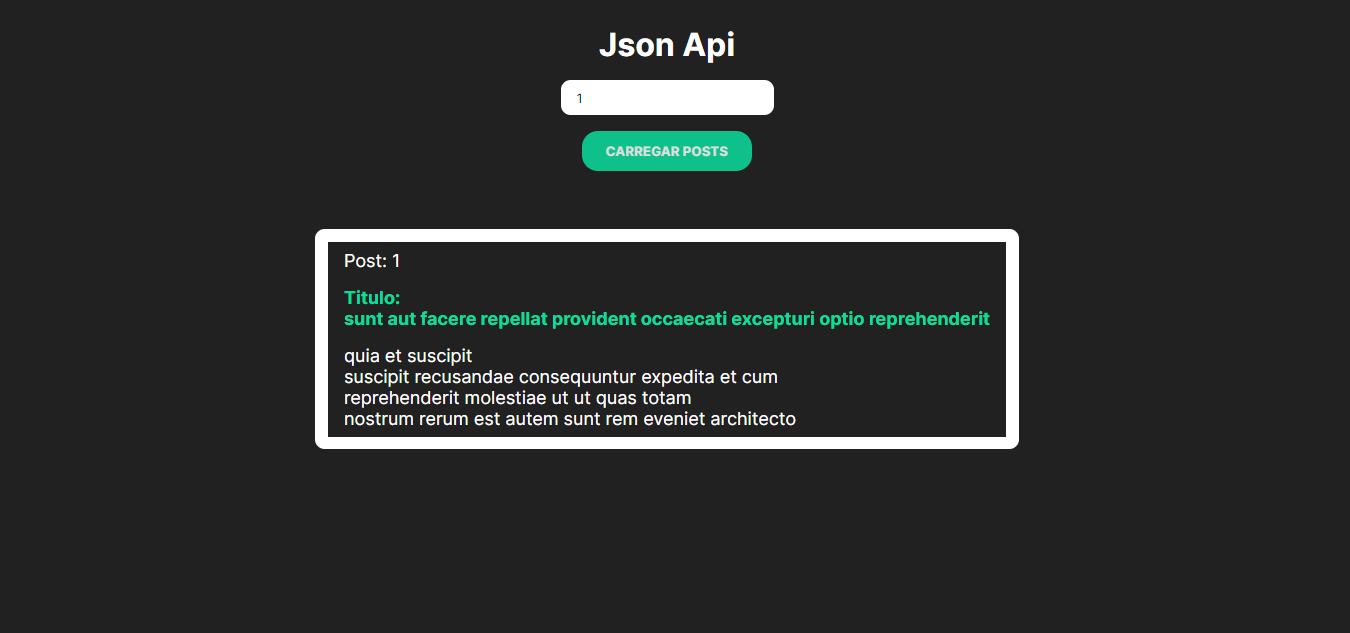 Json Api
1
CARREGAR POSTS
Post: 1
Titulo:
sunt aut facere repellat provident occaecati excepturi optio reprehenderit
quia et suscipit
suscipit recusandae consequuntur expedita et cum
reprehenderit molestiae ut ut quas totam
nostrum rerum est autem sunt rem eveniet architecto